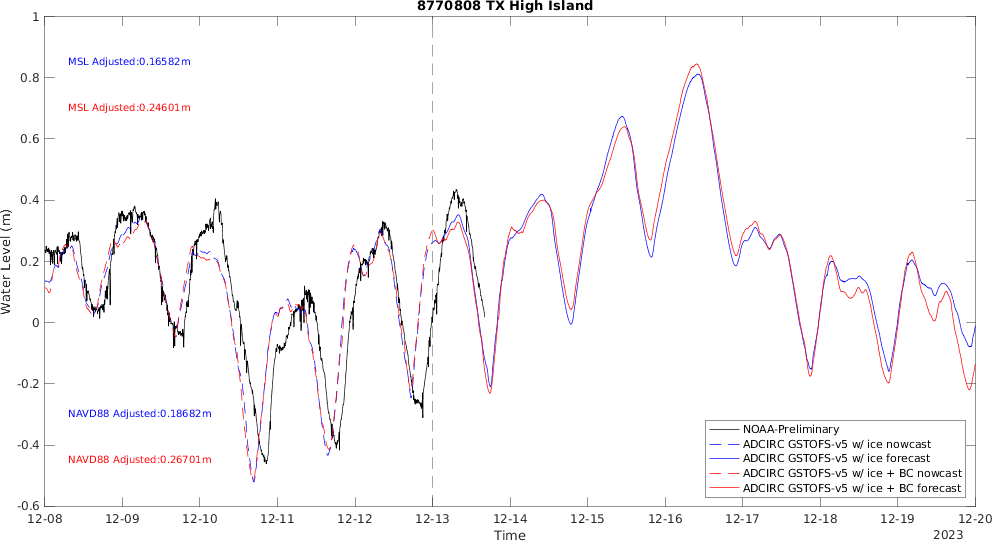 8770808 TX High Island
1
0.8
0.6
0.4
0.2
0
-0.2
-0.4
-0.6
Water Level (m)
MSL Adjusted:0.16582m
MSL Adjusted:0.24601m
NAVD88 Adjusted:0.18682m
NAVD88 Adjusted:0.26701m
NOAA-Preliminary
ADCIRC GSTOFS-v5 w/ ice nowcast
ADCIRC GSTOFS-v5 w/ ice forecast
ADCIRC GSTOFS-v5 w/ ice + BC nowcast
ADCIRC GSTOFS-v5 w/ ice + BC forecast
12-08 12-09 12-10 12-11 12-12 12-13 12-14 12-15 12-16 12-17 12-18 12-19 12-20
Time
2023